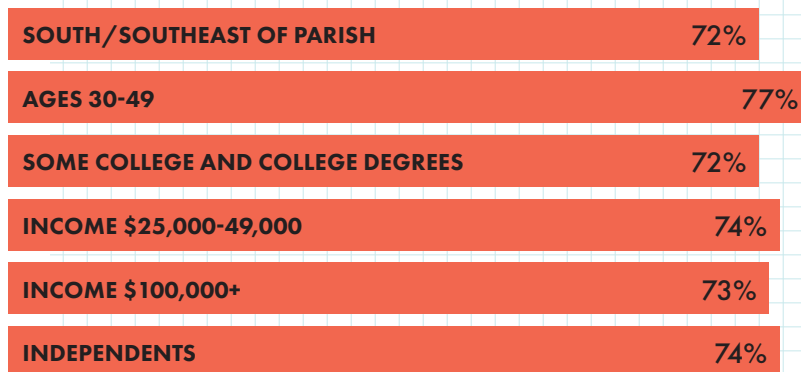 SOUTH/SOUTHEAST OF PARISH 72%
AGES 30-49 77%
SOME COLLEGE AND COLLEGE DEGREES 72%
INCOME $25,000-49,000 74%
INCOME $100,000+ 73%
INDEPENDENTS 74%